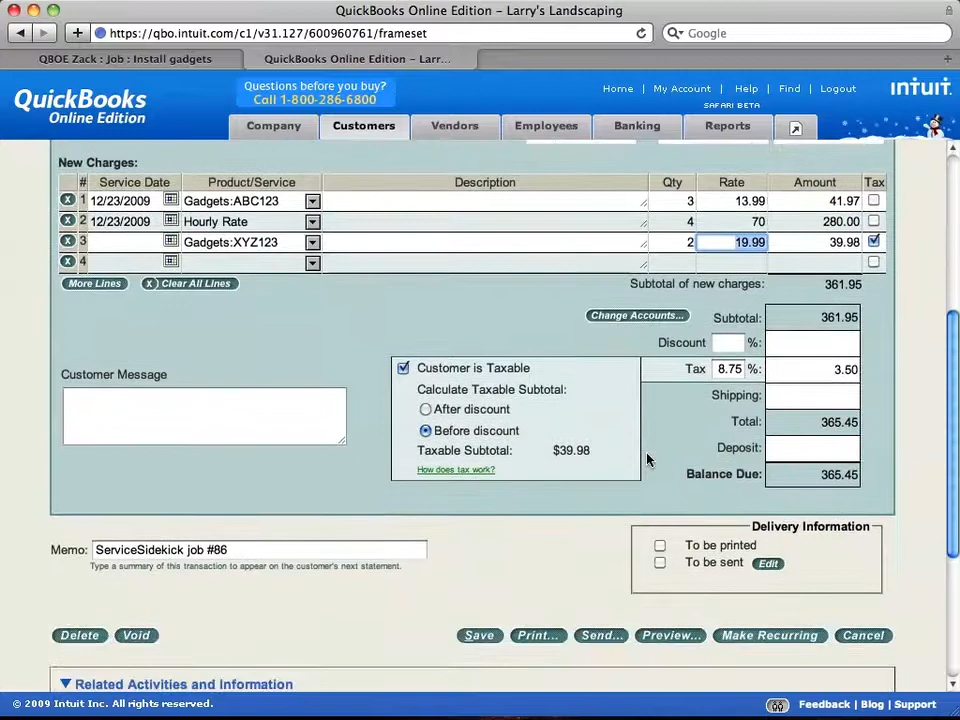 QuickBooks Online Edition - Larry's Landscaping
https://qbo.intuit.com/c1/v31.127/600960761/frameset
Google
QBOE Zack : Job : Install gadgets
QuickBooks Online Edition – Larr...
QuickBooks
Online Edition
Questions before you buy?
Call 1-800-286-6800
Home | My Account | Help | Find | Logout
SAFARI BETA
INTUIT
Company Customers Vendors Employees Banking Reports
New Charges:
# Service Date Product/Service Description Qty Rate Amount Tax
X 1 12/23/2009 Gadgets:ABC123 3 13.99 41.97
X 2 12/23/2009 Hourly Rate 4 70 280.00
X 3 Gadgets:XYZ123 2 19.99 39.98
X 4
More Lines X Clear All Lines Subtotal of new charges: 361.95
Change Accounts... Subtotal: 361.95
Discount %:
Customer is Taxable Tax 8.75 %: 3.50
Customer Message
Calculate Taxable Subtotal:
Shipping:
After discount
Total: 365.45
Before discount
Deposit:
Taxable Subtotal: $39.98
How does tax work?
Balance Due: 365.45
Delivery Information
Memo: ServiceSidekick job #86
Type a summary of this transaction to appear on the customer's next statement.
To be printed
To be sent Edit
Delete Void Save Print... Send... Preview... Make Recurring Cancel
Related Activities and Information
© 2009 Intuit Inc. All rights reserved.
Feedback | Blog | Support